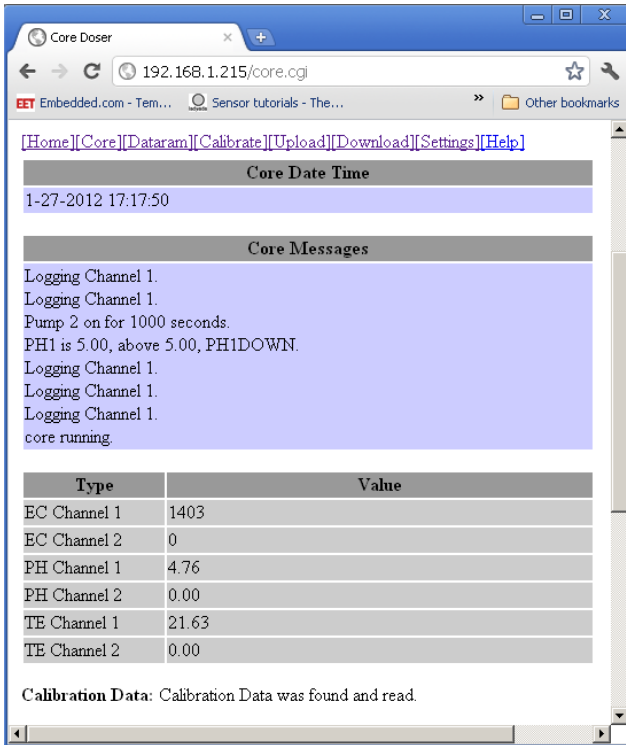 Core Doser
192.168.1.215/core.cgi
EET Embedded.com - Tem... Sensor tutorials - The... » Other bookmarks
[Home][Core][Dataram][Calibrate][Upload][Download][Settings][Help]
Core Date Time
1-27-2012 17:17:50
Core Messages
Logging Channel 1.
Logging Channel 1.
Pump 2 on for 1000 seconds.
PH1 is 5.00, above 5.00, PH1DOWN.
Logging Channel 1.
Logging Channel 1.
Logging Channel 1.
core running.
Type Value
EC Channel 1 1403
EC Channel 2 0
PH Channel 1 4.76
PH Channel 2 0.00
TE Channel 1 21.63
TE Channel 2 0.00
Calibration Data: Calibration Data was found and read.